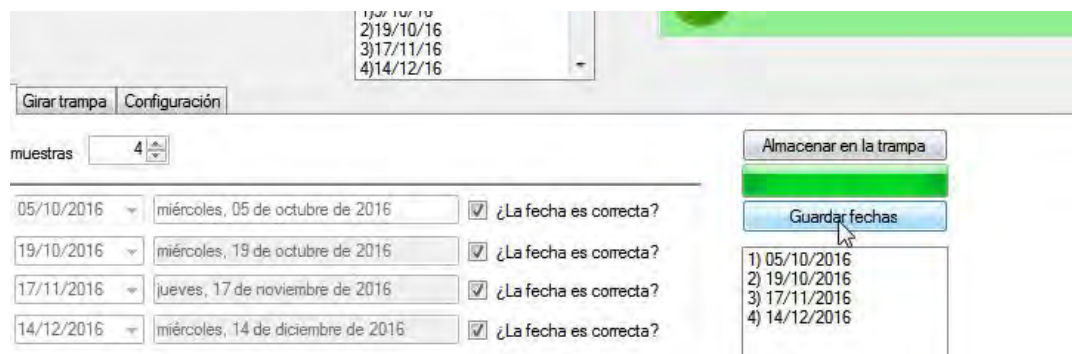 1)5/10/16
2)19/10/16
3)17/11/16
4)14/12/16
Girar trampa Configuración
muestras 4
Almacenar en la trampa
05/10/2016 miércoles, 05 de octubre de 2016 ¿La fecha es correcta?
Guardar fechas
19/10/2016 miércoles, 19 de octubre de 2016 ¿La fecha es correcta?
17/11/2016 jueves, 17 de noviembre de 2016 ¿La fecha es correcta?
14/12/2016 miércoles, 14 de diciembre de 2016 ¿La fecha es correcta?
1) 05/10/2016
2) 19/10/2016
3) 17/11/2016
4) 14/12/2016